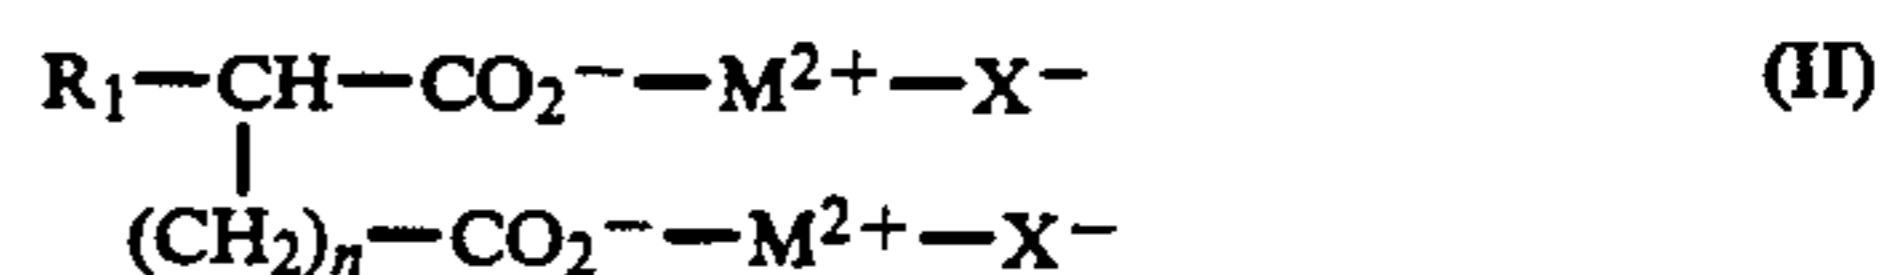 R₁—CH—CO₂⁻—M²⁺—X⁻ (II)
(CH₂)ₙ—CO₂⁻—M²⁺—X⁻